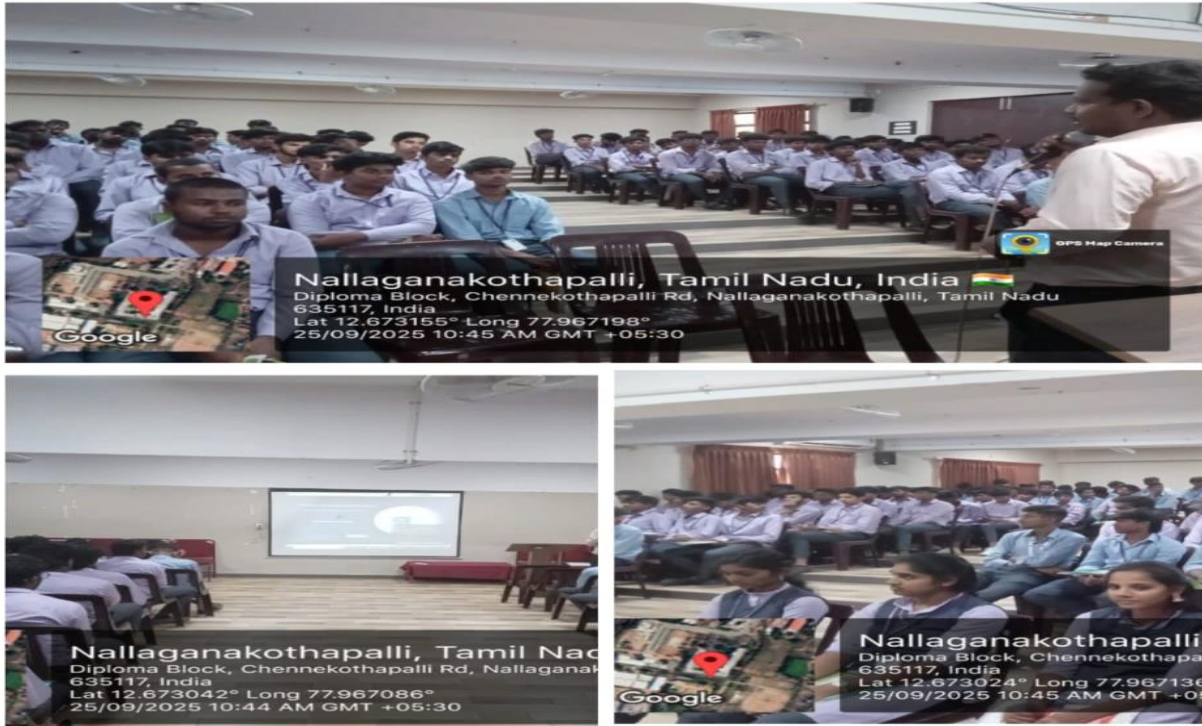 GPS Map Camera
Nallaganakothapalli, Tamil Nadu, India
Diploma Block, Chennekothapalli Rd, Nallaganakothapalli, Tamil Nadu
635117, India
Lat 12.673155° Long 77.967198°
25/09/2025 10:45 AM GMT +05:30
Google
Nallaganakothapalli, Tamil Nad
Diploma Block, Chennekothapalli Rd, Nallaganak
635117, India
Lat 12.673042° Long 77.967086°
25/09/2025 10:44 AM GMT +05:30
Nallaganakothapalli
Diploma Block, Chennekothapa
635117, India
Lat 12.673024° Long 77.967136
25/09/2025 10:45 AM GMT +05
Google